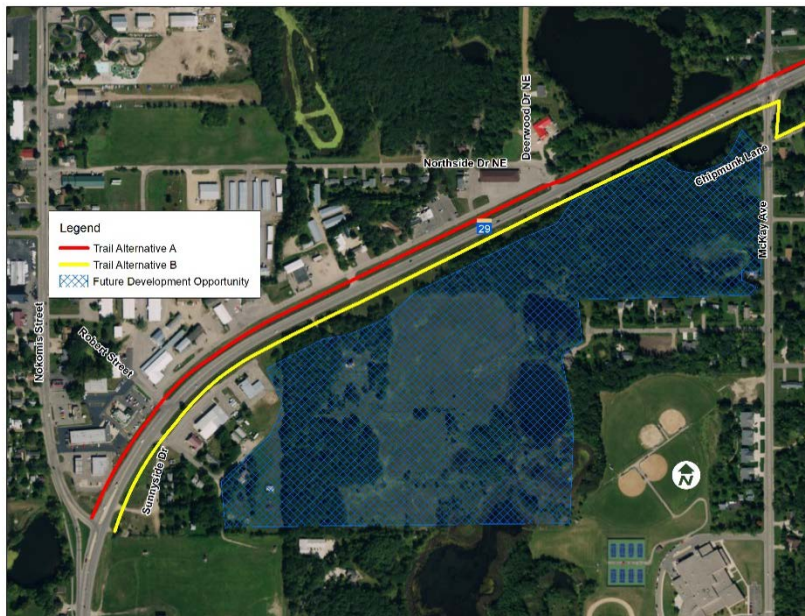 Deerwood Dr NE
Northside Dr NE
Chipmunk Lane
McKay Ave
29
Legend
Trail Alternative A
Trail Alternative B
Future Development Opportunity
Nokomis Street
Robert Street
Sunnyside Dr
N